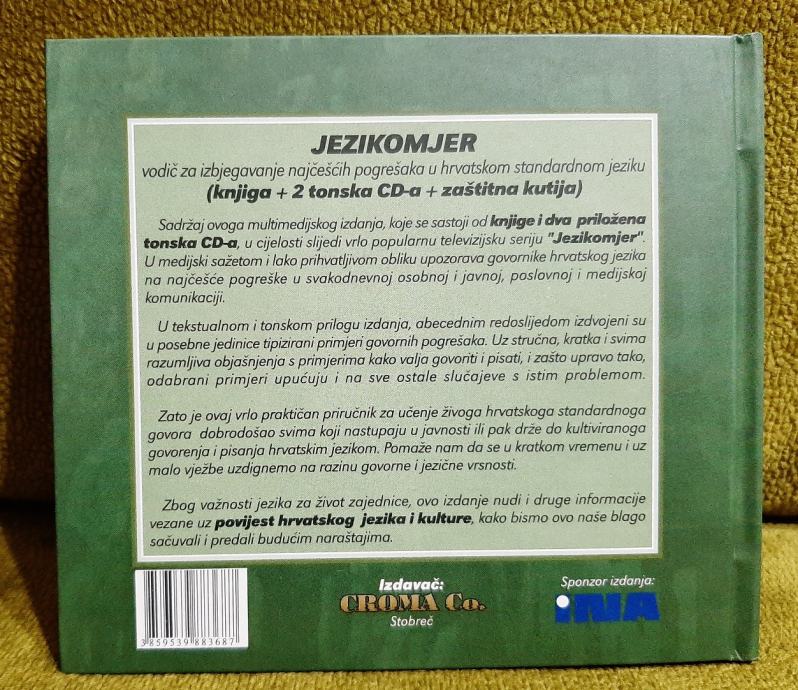 JEZIKOMJER
vodič za izbjegavanje najčešćih pogrešaka u hrvatskom standardnom jeziku
(knjiga + 2 tonska CD-a + zaštitna kutija)
Sadržaj ovoga multimedijskog izdanja, koje se sastoji od knjige i dva priložena
tonska CD-a, u cijelosti slijedi vrlo popularnu televizijsku seriju "Jezikomjer".
U medijski sažetom i lako prihvatljivom obliku upozorava govornike hrvatskog jezika
na najčešće pogreške u svakodnevnoj osobnoj i javnoj, poslovnoj i medijskoj
komunikaciji.
U tekstualnom i tonskom prilogu izdanja, abecednim redoslijedom izdvojeni su
u posebne jedinice tipizirani primjeri govornih pogrešaka. Uz stručna, kratka i svima
razumljiva objašnjenja s primjerima kako valja govoriti i pisati, i zašto upravo tako,
odabrani primjeri upućuju i na sve ostale slučajeve s istim problemom.
Zato je ovaj vrlo praktičan priručnik za učenje živoga hrvatskoga standardnoga
govora dobrodošao svima koji nastupaju u javnosti ili pak drže do kultiviranoga
govorenja i pisanja hrvatskim jezikom. Pomaže nam da se u kratkom vremenu i uz
malo vježbe uzdignemo na razinu govorne i jezične vrsnosti.
Zbog važnosti jezika za život zajednice, ovo izdanje nudi i druge informacije
vezane uz povijest hrvatskog jezika i kulture, kako bismo ovo naše blago
sačuvali i predali budućim naraštajima.
3859539883687
Izdavač:
CROMA Co.
Stobreč
Sponzor izdanja:
INA